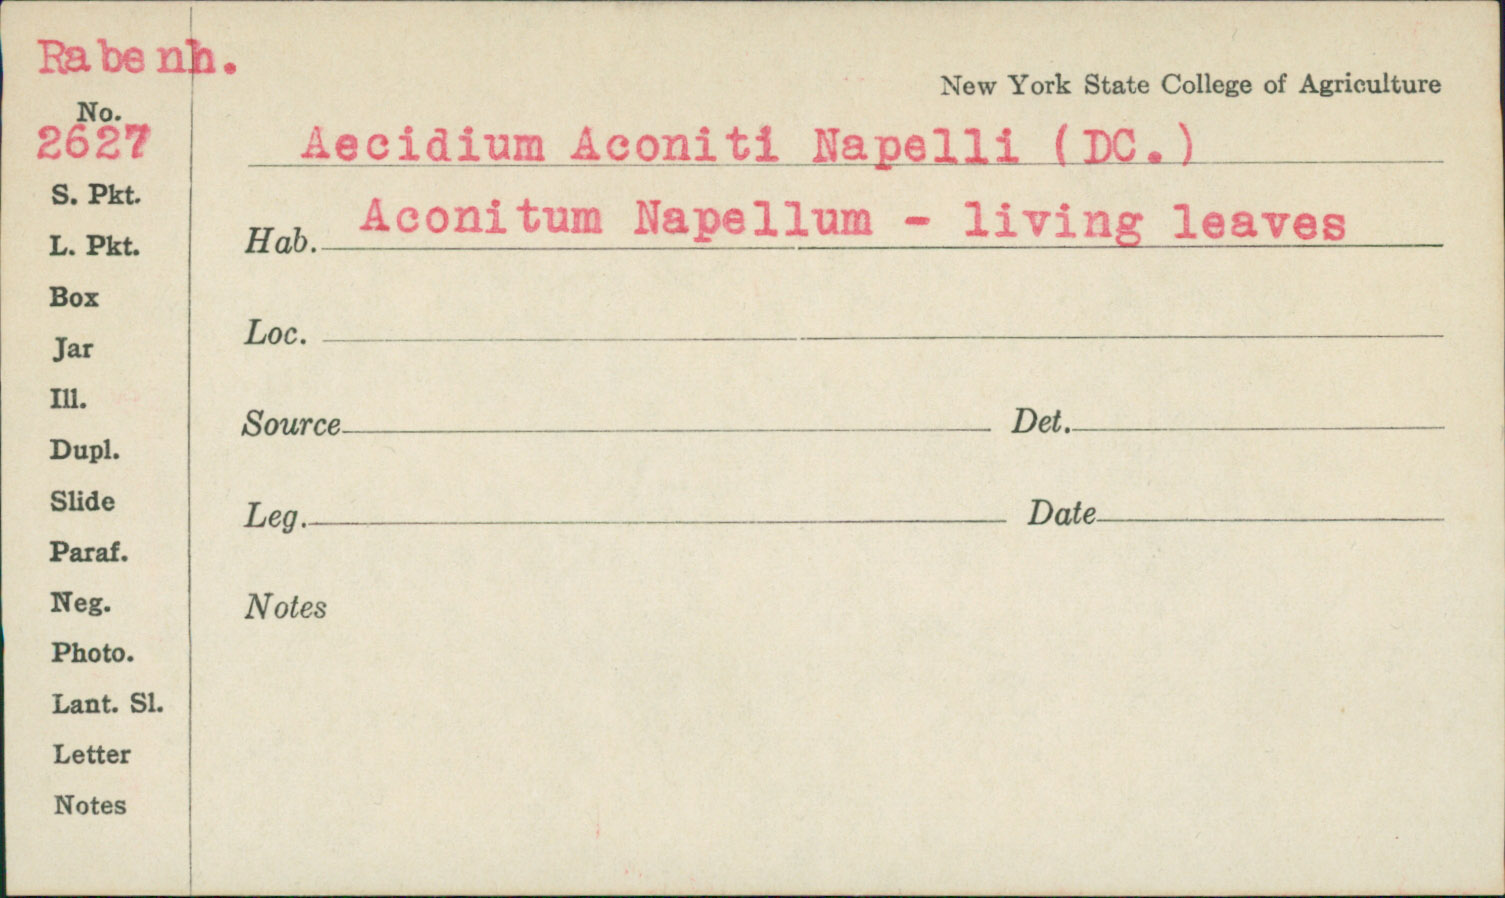 Rabenh.
New York State College of Agriculture
No.
2627
Aecidium Aconiti Napelli (DC.)
S. Pkt.
Hab. Aconitum Napellum - living leaves
L. Pkt.
Box
Loc.
Jar
Ill.
Source Det.
Dupl.
Slide
Leg. Date
Paraf.
Neg.
Notes
Photo.
Lant. Sl.
Letter
Notes